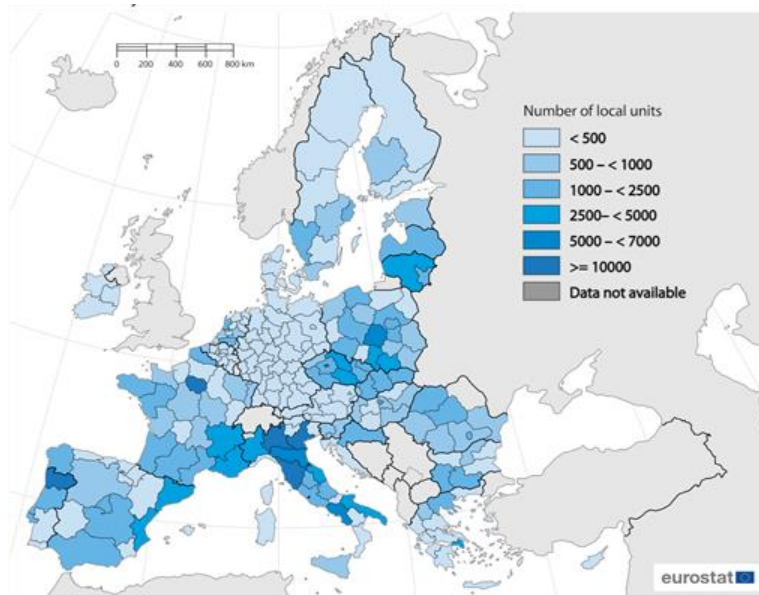 0 200 400 600 800 km
Number of local units
< 500
500 – < 1000
1000 – < 2500
2500– < 5000
5000 – < 7000
>= 10000
Data not available
eurostat